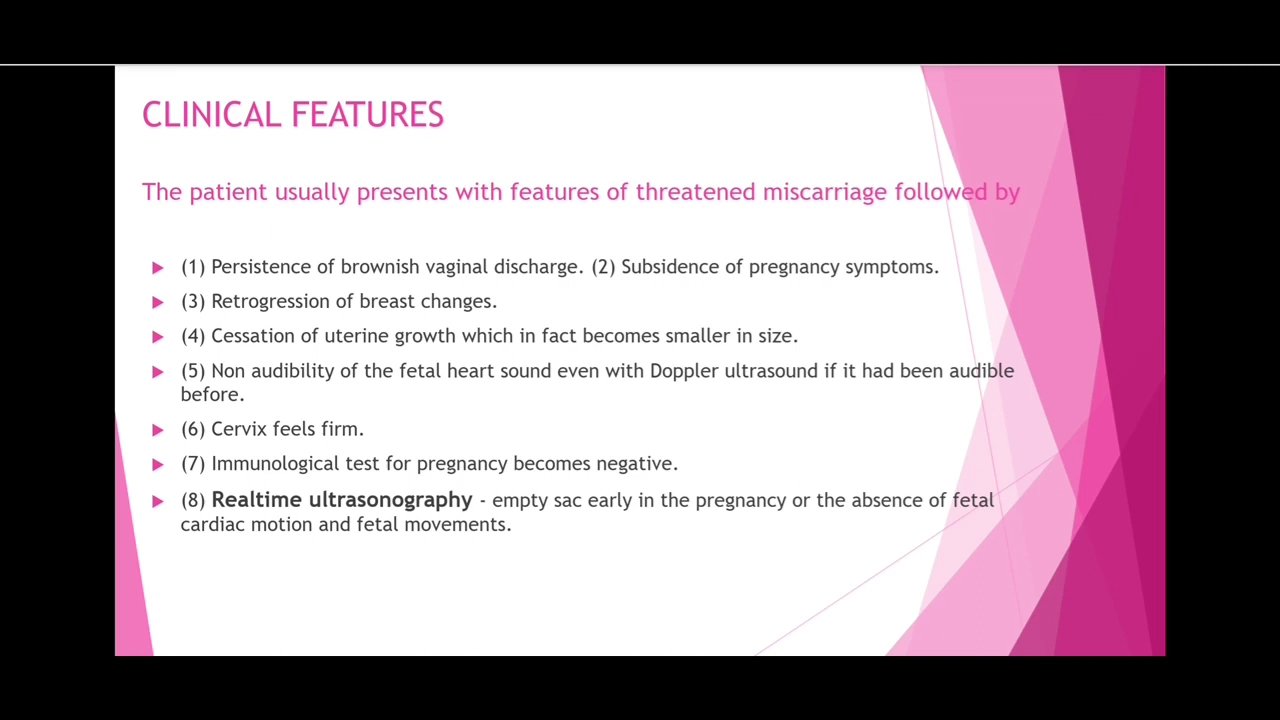 CLINICAL FEATURES
The patient usually presents with features of threatened miscarriage followed by
(1) Persistence of brownish vaginal discharge. (2) Subsidence of pregnancy symptoms.
(3) Retrogression of breast changes.
(4) Cessation of uterine growth which in fact becomes smaller in size.
(5) Non audibility of the fetal heart sound even with Doppler ultrasound if it had been audible
before.
(6) Cervix feels firm.
(7) Immunological test for pregnancy becomes negative.
(8) Realtime ultrasonography - empty sac early in the pregnancy or the absence of fetal
cardiac motion and fetal movements.